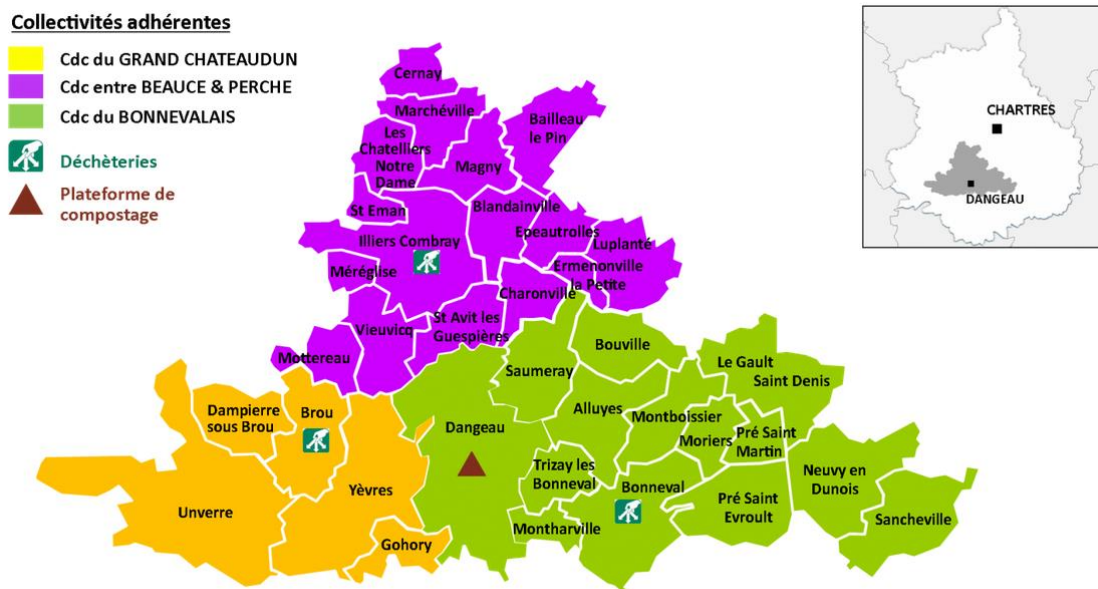 Collectivités adhérentes
Cdc du GRAND CHATEAUDUN
Cdc entre BEAUCE & PERCHE
Cdc du BONNEVALAIS
Déchèteries
Plateforme de
compostage
CHARTRES
DANGEAU
Cernay
Marchéville
Bailleau
le Pin
Les
Chatelliers
Notre
Dame
Magny
St Eman
Blandainville
Epeautrolles
Luplanté
Illiers Combray
Ermenonville
la Petite
Méréglise
Charonville
Vieuvicq
St Avit les
Guespières
Mottereau
Bouville
Saumeray
Le Gault
Saint Denis
Dampierre
sous Brou
Brou
Dangeau
Alluyes
Montboissier
Moriers
Pré Saint
Martin
Trizay les
Bonneval
Bonneval
Neuvy en
Dunois
Yèvres
Unverre
Pré Saint
Evroult
Sancheville
Montharville
Gohory